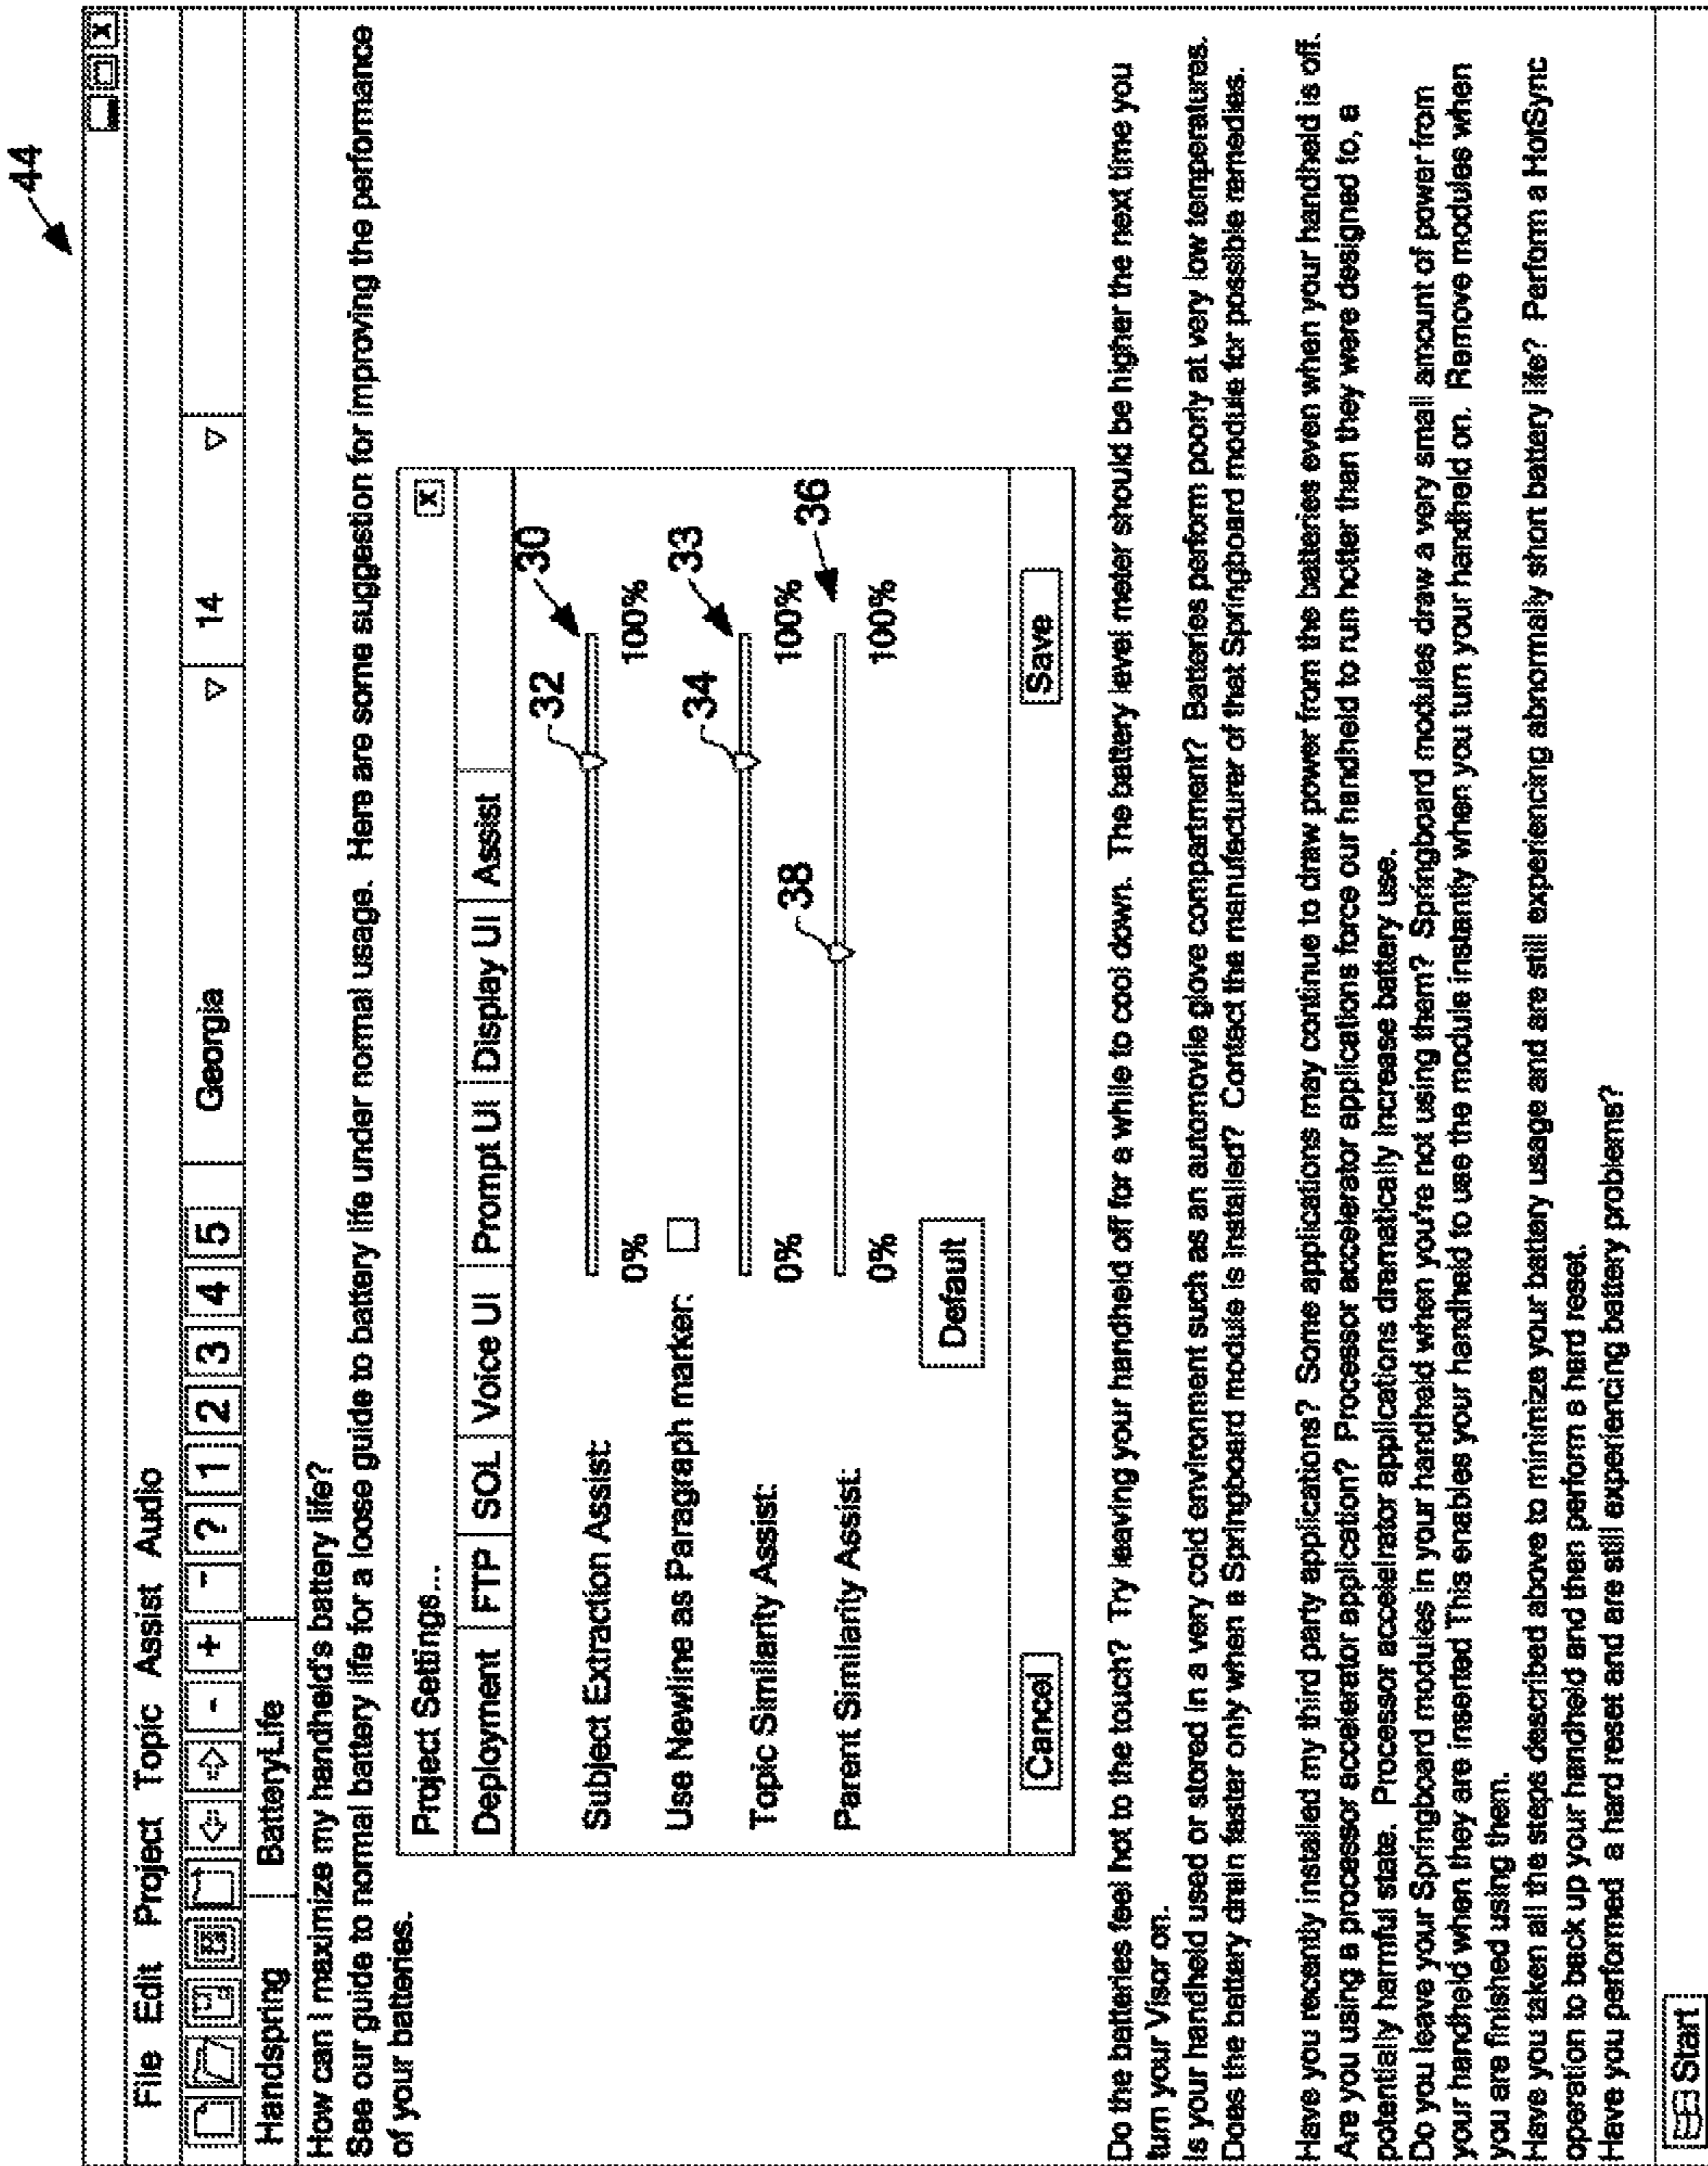 44
File Edit Project Topic Assist Audio
- + - ? 1 2 3 4 5 Georgia 14
Handspring BatteryLife
How can I maximize my handheld's battery life?
See our guide to normal battery life for a loose guide to battery life under normal usage. Here are some suggestion for improving the performance
of your batteries.
Project Settings...
Deployment FTP SQL Voice UI Prompt UI Display UI Assist
Subject Extraction Assist:
32
30
0% 100%
Use Newline as Paragraph marker:
Topic Similarity Assist:
34
33
0% 100%
Parent Similarity Assist:
38
36
0% 100%
Default
Cancel Save
Do the batteries feel hot to the touch? Try leaving your handheld off for a while to cool down. The battery level meter should be higher the next time you
turn your Visor on.
Is your handheld used or stored in a very cold environment such as an automovile glove compartment? Batteries perform poorly at very low temperatures.
Does the battery drain faster only when a Springboard module is installed? Contact the manufacturer of that Springboard module for possible remedies.
Have you recently installed my third party applications? Some applications may continue to draw power from the batteries even when your handheld is off.
Are you using a processor accelerator application? Processor accelerator applications force our handheld to run hotter than they were designed to, a
potentially harmful state. Processor accelelrator applications dramatically increase battery use.
Do you leave your Springboard modules in your handheld when you're not using them? Springboard modules draw a very small amount of power from
your handheld when they are inserted This enables your handheld to use the module instantly when you turn your handheld on. Remove modules when
you are finished using then.
Have you taken all the steps described above to minimize your battery usage and are still experiencing abnormally short battery life? Perform a HotSync
operation to back up your handheld and then perform a hard reset.
Have you performed a hard reset and are still experiencing battery problems?
Start